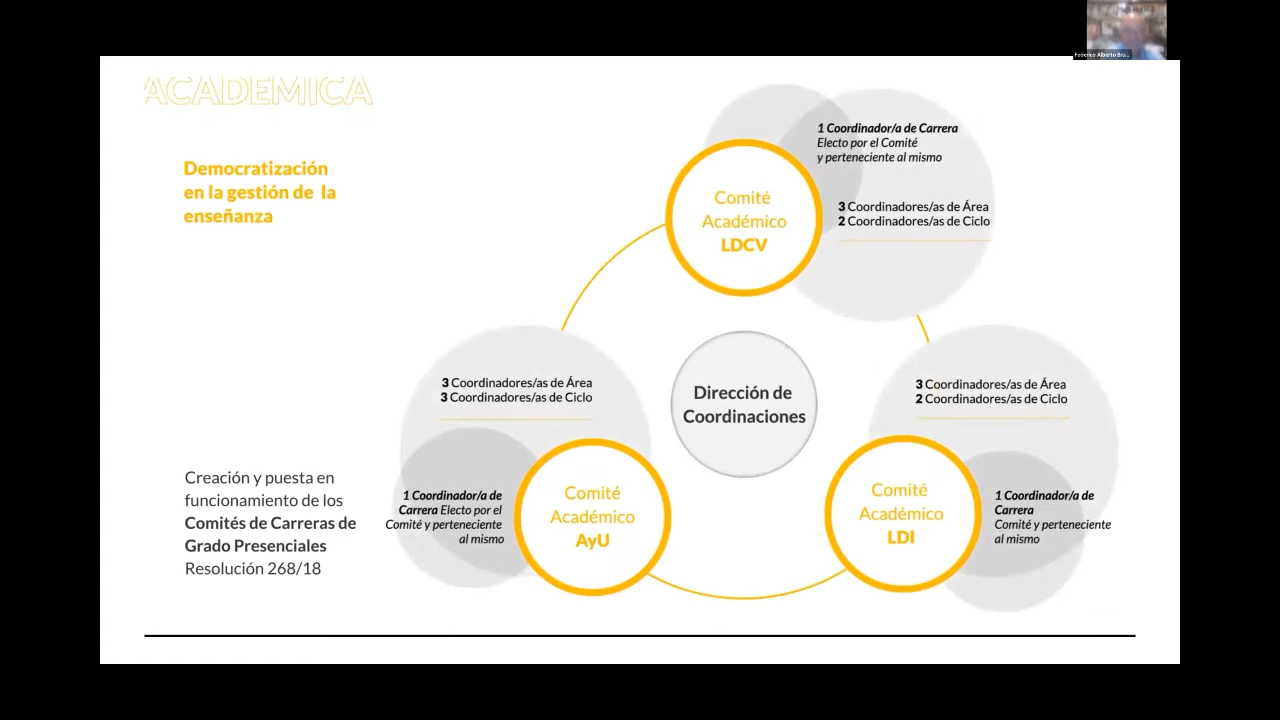 Federico Alberto Bra...
ACADEMICA
Democratización
en la gestión de la
enseñanza
1 Coordinador/a de Carrera
Electo por el Comité
y perteneciente al mismo
3 Coordinadores/as de Área
2 Coordinadores/as de Ciclo
Comité
Académico
LDCV
Dirección de
Coordinaciones
3 Coordinadores/as de Área
3 Coordinadores/as de Ciclo
1 Coordinador/a de
Carrera Electo por el
Comité y perteneciente
al mismo
Comité
Académico
AyU
3 Coordinadores/as de Área
2 Coordinadores/as de Ciclo
Comité
Académico
LDI
1 Coordinador/a de
Carrera
Comité y perteneciente
al mismo
Creación y puesta en
funcionamiento de los
Comités de Carreras de
Grado Presenciales
Resolución 268/18